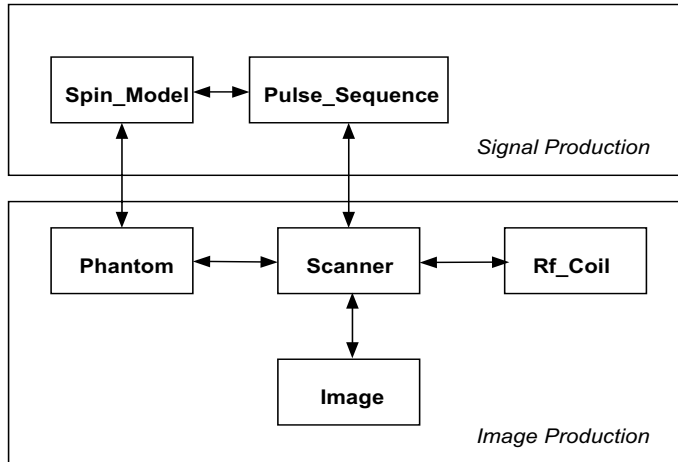 Spin_Model
Pulse_Sequence
Signal Production
Phantom
Scanner
Rf_Coil
Image
Image Production